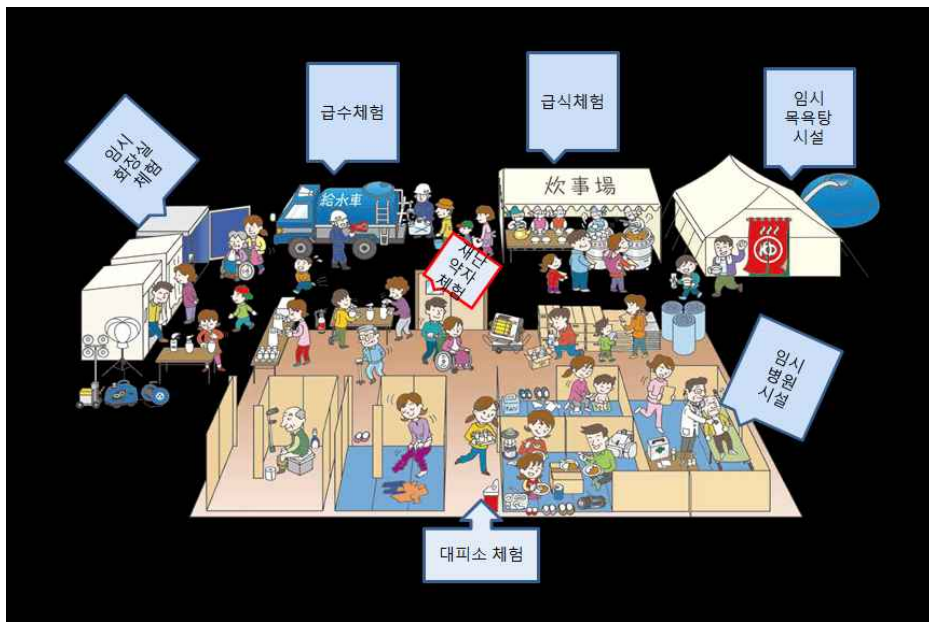 급수체험
급식체험
임시
목욕탕
시설
임시
화장실
체험
給水車
炊事場
재난
약자
체험
임시
병원
시설
대피소 체험